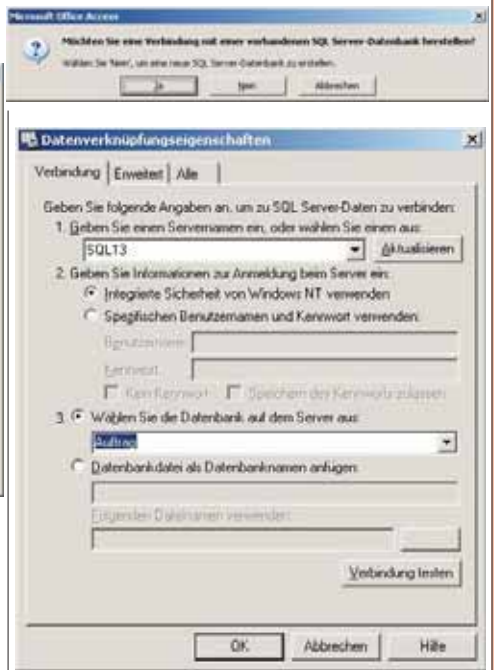 Microsoft Office Access
Möchten Sie eine Verbindung mit einer vorhandenen SQL Server-Datenbank herstellen?
Wählen Sie 'Nein', um eine neue SQL Server-Datenbank zu erstellen.
Ja Nein Abbrechen
Datenverknüpfungseigenschaften
Verbindung Erweitert Alle
Geben Sie folgende Angaben an, um zu SQL Server-Daten zu verbinden:
1. Geben Sie einen Servernamen ein, oder wählen Sie einen aus:
SQL13 Aktualisieren
2. Geben Sie Informationen zur Anmeldung beim Server ein:
Integrierte Sicherheit von Windows NT verwenden
Spezifischen Benutzernamen und Kennwort verwenden:
Benutzername:
Kennwort:
Kein Kennwort Speichern des Kennworts zulassen
3. Wählen Sie die Datenbank auf dem Server aus:
Auftrag
Datenbankdatei als Datenbanknamen anfügen:
Folgenden Dateinamen verwenden:
Verbindung testen
OK Abbrechen Hilfe